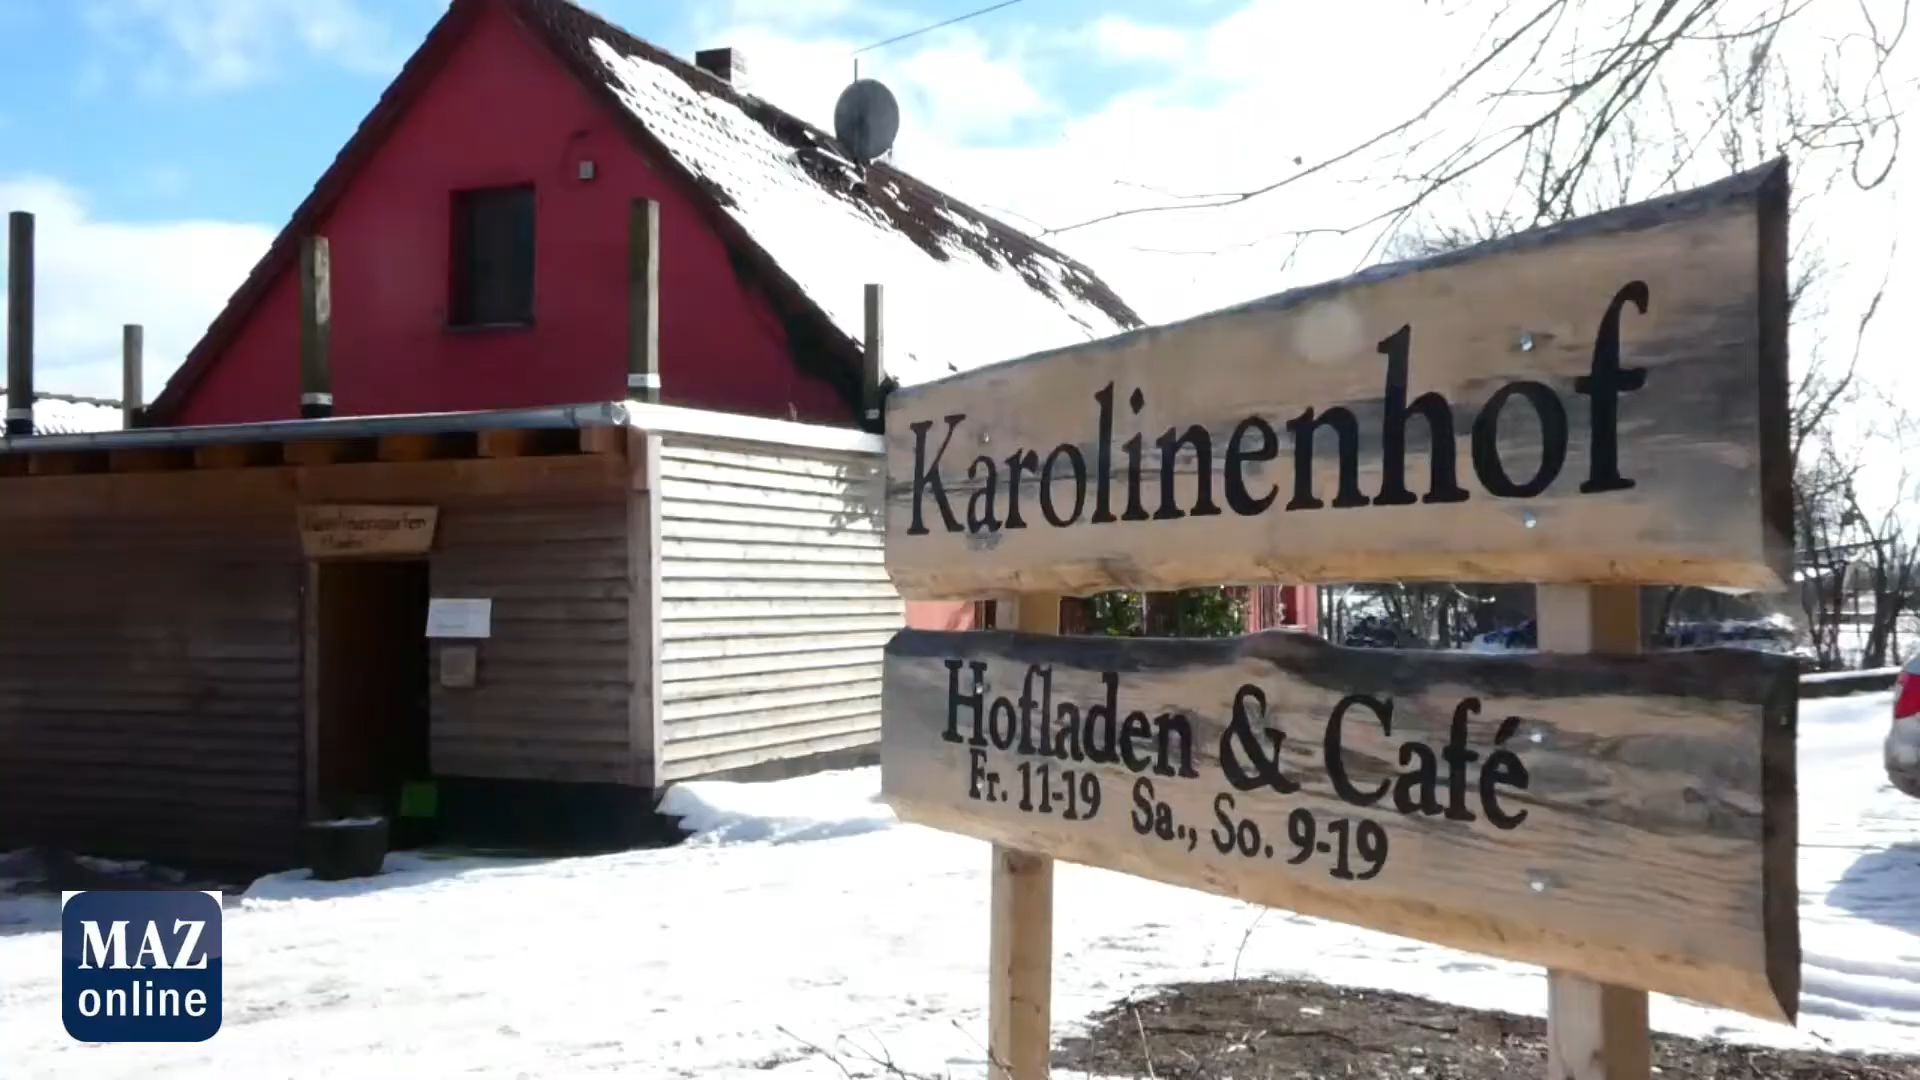 Karolinenhof
Hofladen & Café
Fr. 11-19 Sa., So. 9-19
MAZ
online